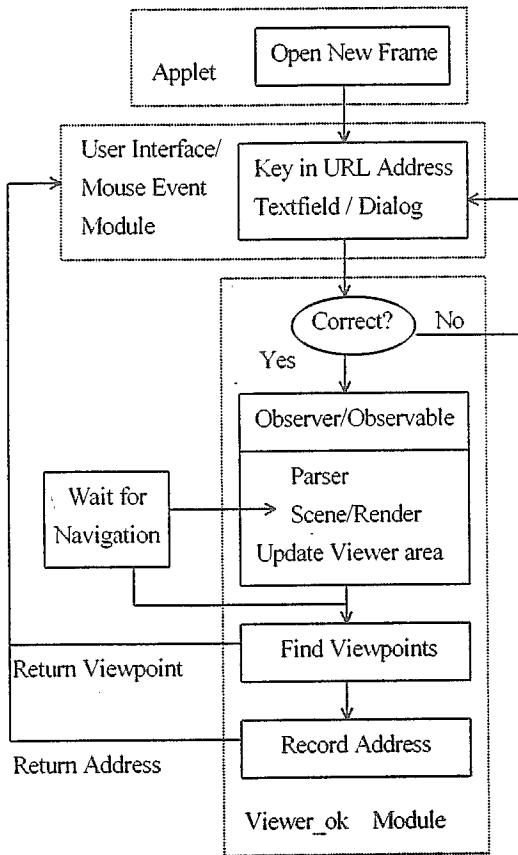 Applet
Open New Frame
User Interface/
Mouse Event
Module
Key in URL Address
Textfield / Dialog
Correct?
No
Yes
Observer/Observable
Parser
Scene/Render
Update Viewer area
Wait for
Navigation
Find Viewpoints
Return Viewpoint
Record Address
Return Address
Viewer_ok Module